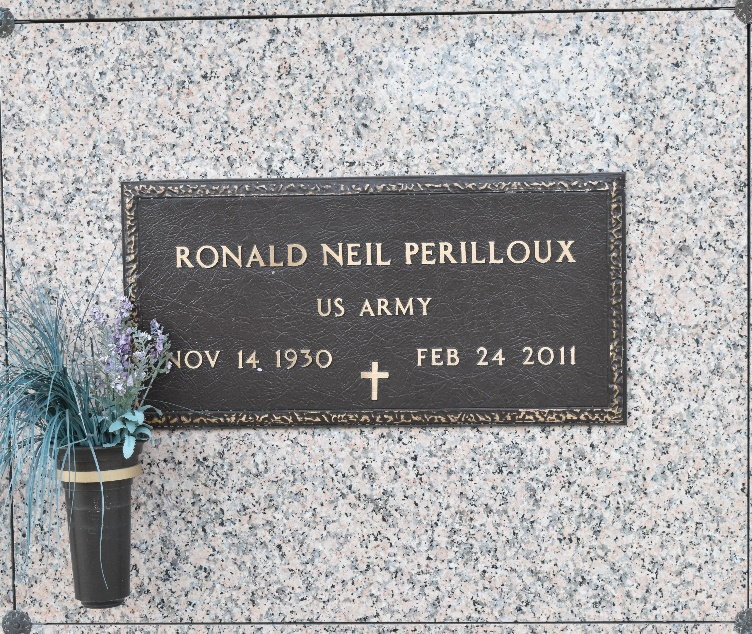 RONALD NEIL PERILLOUX
US ARMY
NOV 14 1930 FEB 24 2011